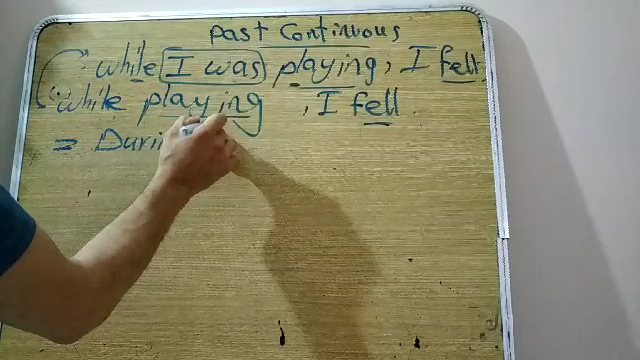 past Continuous
while I was playing, I fell
while playing , I fell
= Duri